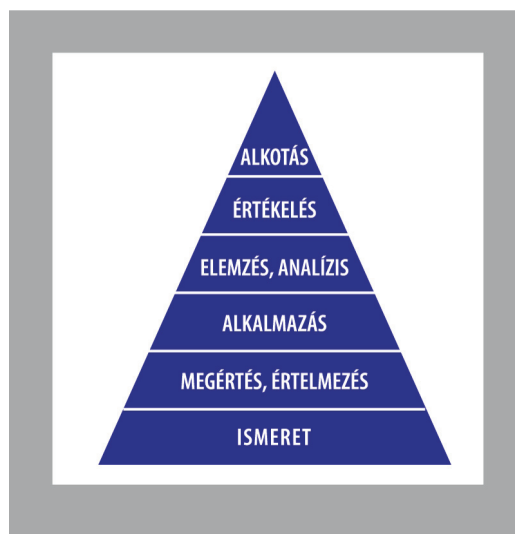 ALKOTÁS
ÉRTÉKELÉS
ELEMZÉS, ANALÍZIS
ALKALMAZÁS
MEGÉRTÉS, ÉRTELMEZÉS
ISMERET